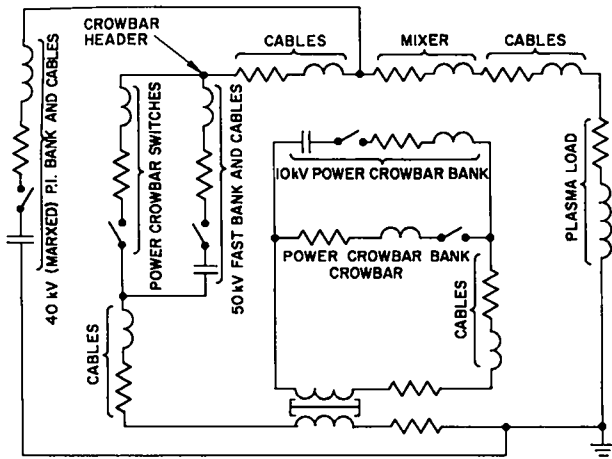 CROWBAR
HEADER
CABLES
MIXER
CABLES
40 kV (MARXED) P.I. BANK AND CABLES
POWER CROWBAR SWITCHES
50 kV FAST BANK AND CABLES
10 kV POWER CROWBAR BANK
POWER CROWBAR BANK
CROWBAR
PLASMA LOAD
CABLES
CABLES